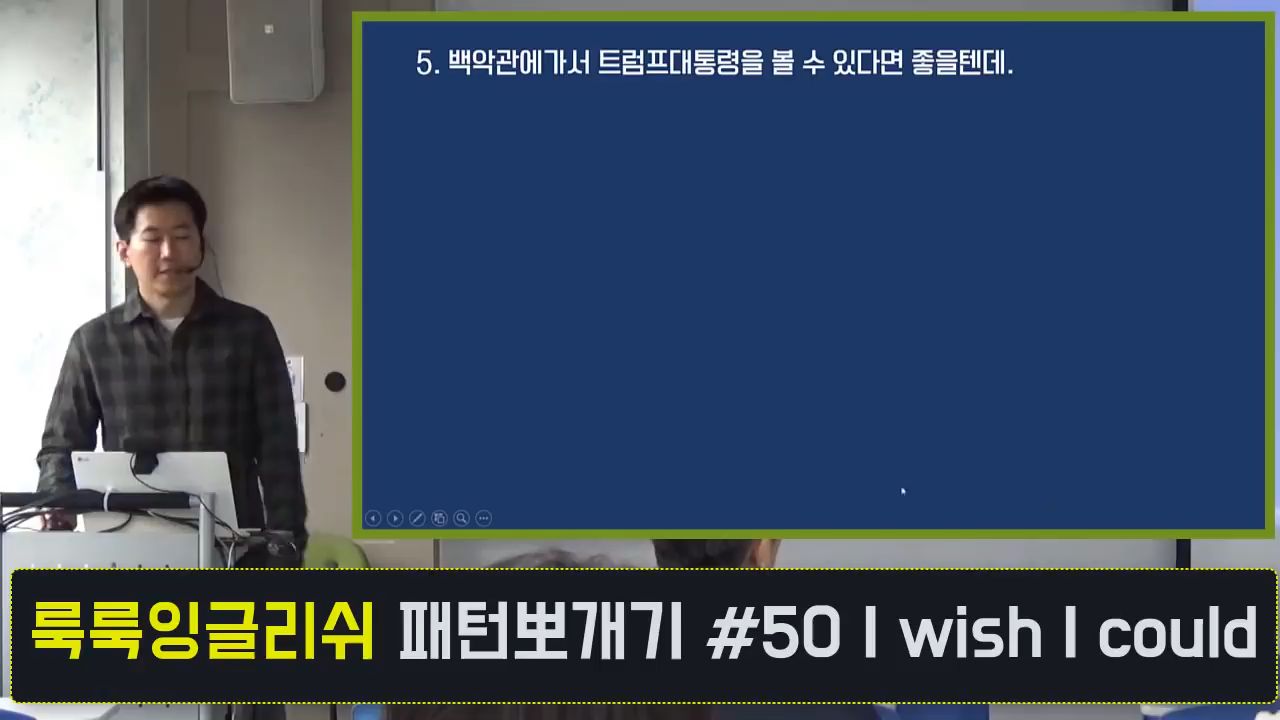 5. 백악관에가서 트럼프대통령을 볼 수 있다면 좋을텐데.
룩룩잉글리쉬 패턴뽀개기 #50 I wish I could